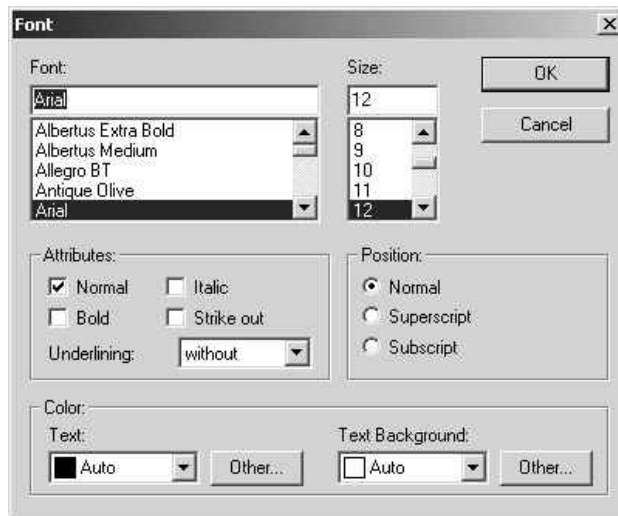 Font
Font:
Arial
Albertus Extra Bold
Albertus Medium
Allegro BT
Antique Olive
Arial
Size:
12
8
9
10
11
12
OK
Cancel
Attributes:
Normal
Italic
Bold
Strike out
Underlining:
without
Position:
Normal
Superscript
Subscript
Color:
Text:
Auto
Other...
Text Background:
Auto
Other...